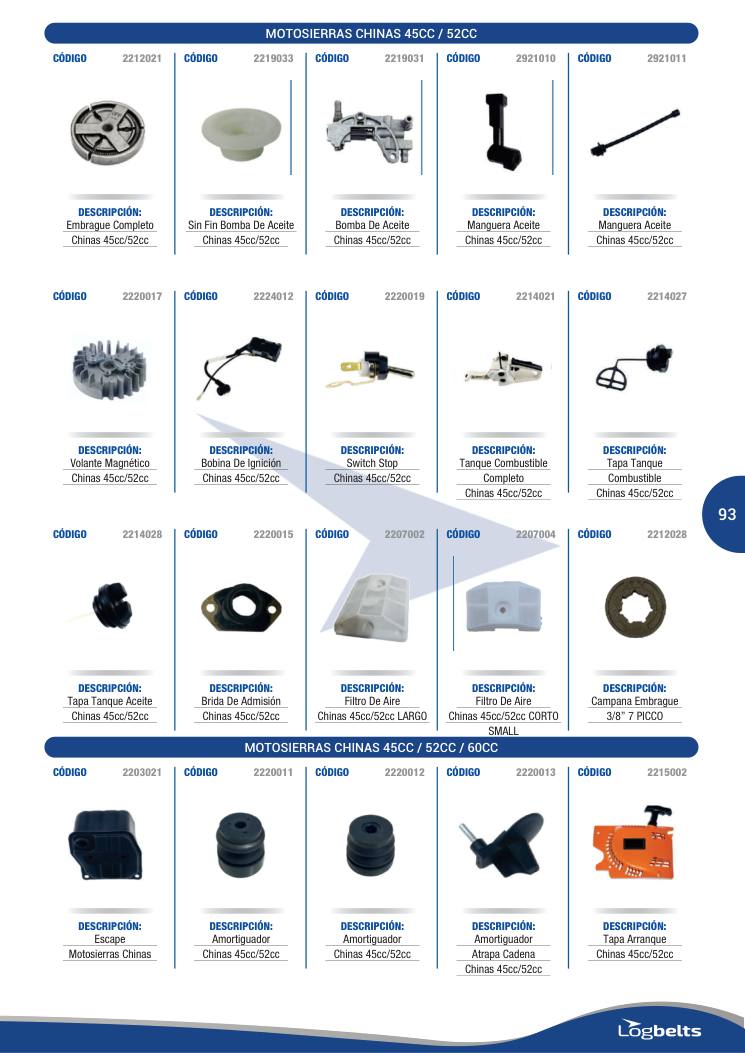 MOTOSIERRAS CHINAS 45CC / 52CC
CÓDIGO 2212021
DESCRIPCIÓN:
Embrague Completo
Chinas 45cc/52cc
CÓDIGO 2219033
DESCRIPCIÓN:
Sin Fin Bomba De Aceite
Chinas 45cc/52cc
CÓDIGO 2219031
DESCRIPCIÓN:
Bomba De Aceite
Chinas 45cc/52cc
CÓDIGO 2921010
DESCRIPCIÓN:
Manguera Aceite
Chinas 45cc/52cc
CÓDIGO 2921011
DESCRIPCIÓN:
Manguera Aceite
Chinas 45cc/52cc
CÓDIGO 2220017
DESCRIPCIÓN:
Volante Magnético
Chinas 45cc/52cc
CÓDIGO 2224012
DESCRIPCIÓN:
Bobina De Ignición
Chinas 45cc/52cc
CÓDIGO 2220019
DESCRIPCIÓN:
Switch Stop
Chinas 45cc/52cc
CÓDIGO 2214021
DESCRIPCIÓN:
Tanque Combustible
Completo
Chinas 45cc/52cc
CÓDIGO 2214027
DESCRIPCIÓN:
Tapa Tanque
Combustible
Chinas 45cc/52cc
93
CÓDIGO 2214028
DESCRIPCIÓN:
Tapa Tanque Aceite
Chinas 45cc/52cc
CÓDIGO 2220015
DESCRIPCIÓN:
Brida De Admisión
Chinas 45cc/52cc
CÓDIGO 2207002
DESCRIPCIÓN:
Filtro De Aire
Chinas 45cc/52cc LARGO
CÓDIGO 2207004
DESCRIPCIÓN:
Filtro De Aire
Chinas 45cc/52cc CORTO
SMALL
CÓDIGO 2212028
DESCRIPCIÓN:
Campana Embrague
3/8” 7 PICCO
MOTOSIERRAS CHINAS 45CC / 52CC / 60CC
CÓDIGO 2203021
DESCRIPCIÓN:
Escape
Motosierras Chinas
CÓDIGO 2220011
DESCRIPCIÓN:
Amortiguador
Chinas 45cc/52cc
CÓDIGO 2220012
DESCRIPCIÓN:
Amortiguador
Chinas 45cc/52cc
CÓDIGO 2220013
DESCRIPCIÓN:
Amortiguador
Atrapa Cadena
Chinas 45cc/52cc
CÓDIGO 2215002
DESCRIPCIÓN:
Tapa Arranque
Chinas 45cc/52cc
Logbelts